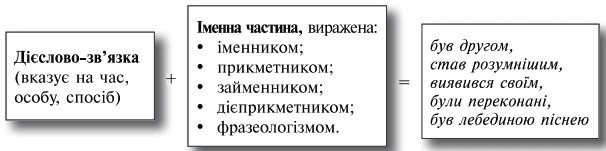 Дієслово-зв’язка
(вказує на час,
особу, спосіб)
+
Іменна частина, виражена:
• іменником;
• прикметником;
• займенником;
• дієприкметником;
• фразеологізмом.
=
був другом,
став розумнішим,
виявився своїм,
були переконані,
був лебединою піснею